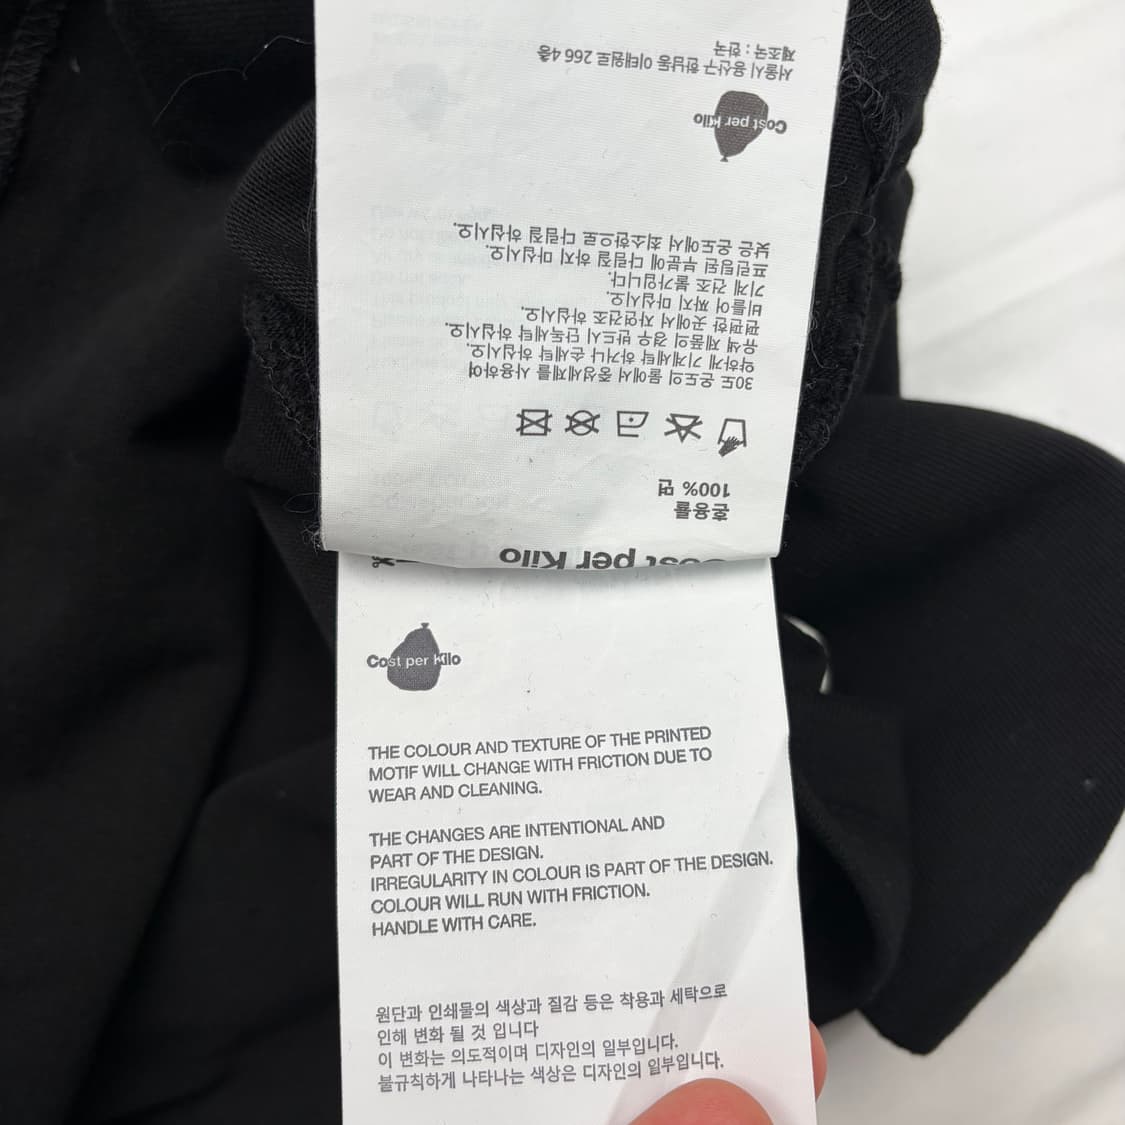 혼용률
100% 면
30도 온도의 물에서 중성세제를 사용하여
약하게 기계세탁 하거나 손세탁 하십시오.
유색 제품의 경우 반드시 단독세탁 하십시오.
편편한 곳에서 자연건조 하십시오.
비틀어 짜지 마십시오.
기계 건조 불가입니다.
프린팅된 부분에 다림질 하지 마십시오.
낮은 온도에서 최소한으로 다림질 하십시오.
Cost per Kilo
서울시 용산구 한남동 이태원로 266 4층
제조국 : 한국
Cost per Kilo
Cost per Kilo
THE COLOUR AND TEXTURE OF THE PRINTED
MOTIF WILL CHANGE WITH FRICTION DUE TO
WEAR AND CLEANING.
THE CHANGES ARE INTENTIONAL AND
PART OF THE DESIGN.
IRREGULARITY IN COLOUR IS PART OF THE DESIGN.
COLOUR WILL RUN WITH FRICTION.
HANDLE WITH CARE.
원단과 인쇄물의 색상과 질감 등은 착용과 세탁으로
인해 변화 될 것 입니다
이 변화는 의도적이며 디자인의 일부입니다.
불규칙하게 나타나는 색상은 디자인의 일부입니다.